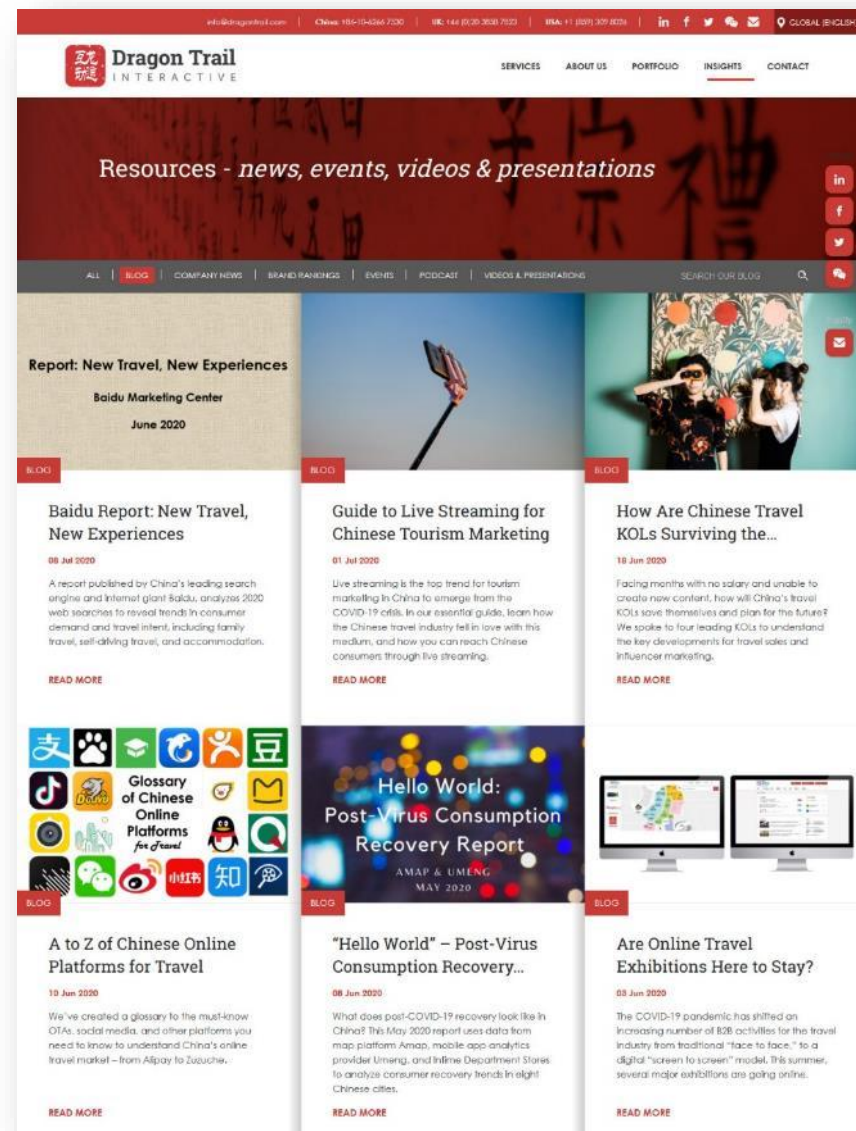 info@dragontrail.com | China: +86-10-6266 7330 | UK: +44 (0)20 3858 7823 | USA: +1 (859) 309 8026 | GLOBAL (ENGLISH)
互龙动道
Dragon Trail
INTERACTIVE
SERVICES ABOUT US PORTFOLIO INSIGHTS CONTACT
Resources - news, events, videos & presentations
禮
ALL | BLOG | COMPANY NEWS | BRAND RANKINGS | EVENTS | PODCAST | VIDEOS & PRESENTATIONS SEARCH OUR BLOG
Report: New Travel, New Experiences
Baidu Marketing Center
June 2020
BLOG
BLOG
BLOG
Baidu Report: New Travel,
New Experiences
08 Jul 2020
A report published by China's leading search
engine and internet giant Baidu, analyzes 2020
web searches to reveal trends in consumer
demand and travel intent, including family
travel, self-driving travel, and accommodation.
READ MORE
Guide to Live Streaming for
Chinese Tourism Marketing
01 Jul 2020
Live streaming is the top trend for tourism
marketing in China to emerge from the
COVID-19 crisis. In our essential guide, learn how
the Chinese travel industry fell in love with this
medium, and how you can reach Chinese
consumers through live streaming.
READ MORE
How Are Chinese Travel
KOLs Surviving the...
18 Jun 2020
Facing months with no salary and unable to
create new content, how will China's travel
KOLs save themselves and plan for the future?
We spoke to four leading KOLs to understand
the key developments for travel sales and
influencer marketing.
READ MORE
支
豆
Glossary
of Chinese
Online
Platforms
for Travel
DOUYU
小红书
知
BLOG
Hello World:
Post-Virus Consumption
Recovery Report
AMAP & UMENG
MAY 2020
BLOG
BLOG
A to Z of Chinese Online
Platforms for Travel
10 Jun 2020
We've created a glossary to the must-know
OTAs, social media, and other platforms you
need to know to understand China's online
travel market – from Alipay to Zuzuche.
READ MORE
"Hello World" – Post-Virus
Consumption Recovery...
08 Jun 2020
What does post-COVID-19 recovery look like in
China? This May 2020 report uses data from
map platform Amap, mobile app analytics
provider Umeng, and Intime Department Stores
to analyze consumer recovery trends in eight
Chinese cities.
READ MORE
Are Online Travel
Exhibitions Here to Stay?
03 Jun 2020
The COVID-19 pandemic has shifted an
increasing number of B2B activities for the travel
industry from traditional "face to face," to a
digital "screen to screen" model. This summer,
several major exhibitions are going online.
READ MORE